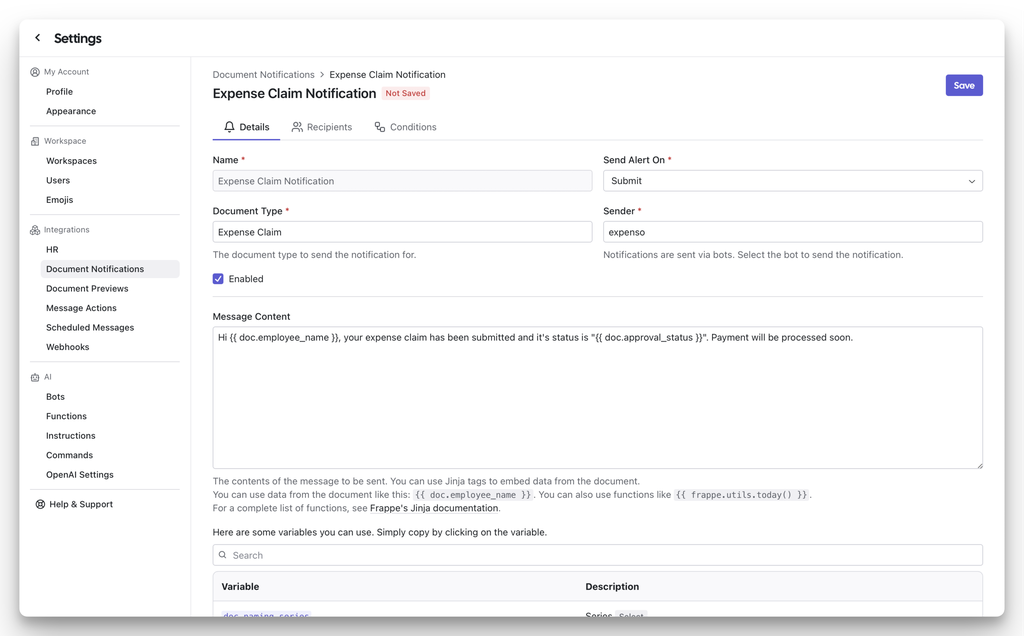 Settings
My Account
Profile
Appearance
Workspace
Workspaces
Users
Emojis
Integrations
HR
Document Notifications
Document Previews
Message Actions
Scheduled Messages
Webhooks
AI
Bots
Functions
Instructions
Commands
OpenAI Settings
Help & Support
Document Notifications > Expense Claim Notification
Expense Claim Notification Not Saved
Save
Details Recipients Conditions
Name *
Expense Claim Notification
Send Alert On *
Submit
Document Type *
Expense Claim
The document type to send the notification for.
Sender *
expenso
Notifications are sent via bots. Select the bot to send the notification.
Enabled
Message Content
Hi {{ doc.employee_name }}, your expense claim has been submitted and it's status is "{{ doc.approval_status }}". Payment will be processed soon.
The contents of the message to be sent. You can use Jinja tags to embed data from the document.
You can use data from the document like this: {{ doc.employee_name }}. You can also use functions like {{ frappe.utils.today() }}.
For a complete list of functions, see Frappe's Jinja documentation.
Here are some variables you can use. Simply copy by clicking on the variable.
Search
Variable Description
doc.naming_series Series Select